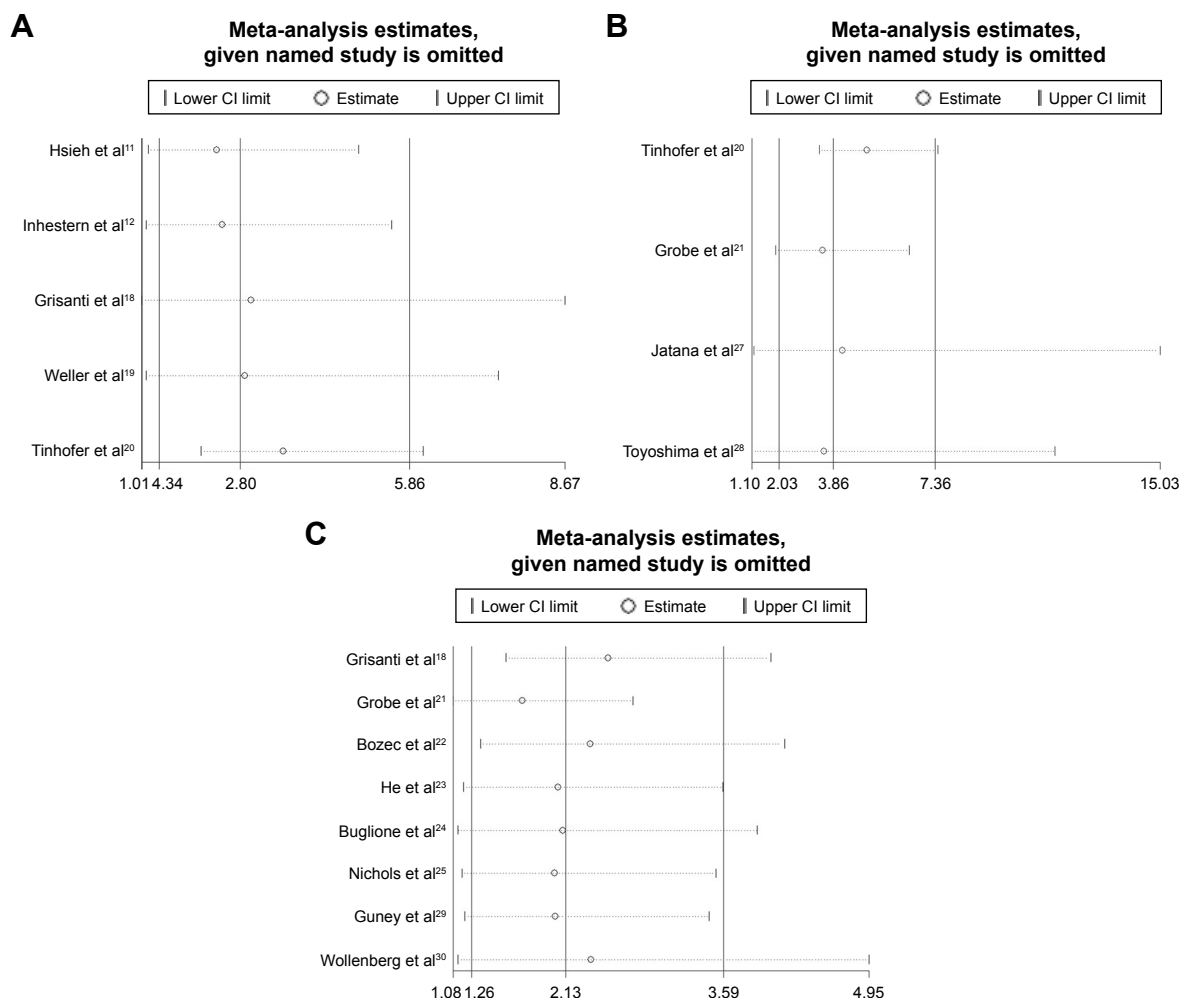 A
Meta-analysis estimates,
given named study is omitted
| Lower CI limit ○ Estimate | Upper CI limit
Hsieh et al¹¹
Inhestern et al¹²
Grisanti et al¹⁸
Weller et al¹⁹
Tinhofer et al²⁰
1.01 4.34 2.80 5.86 8.67
B
Meta-analysis estimates,
given named study is omitted
| Lower CI limit ○ Estimate | Upper CI limit
Tinhofer et al²⁰
Grobe et al²¹
Jatana et al²⁷
Toyoshima et al²⁸
1.10 2.03 3.86 7.36 15.03
C
Meta-analysis estimates,
given named study is omitted
| Lower CI limit ○ Estimate | Upper CI limit
Grisanti et al¹⁸
Grobe et al²¹
Bozec et al²²
He et al²³
Buglione et al²⁴
Nichols et al²⁵
Guney et al²⁹
Wollenberg et al³⁰
1.08 1.26 2.13 3.59 4.95